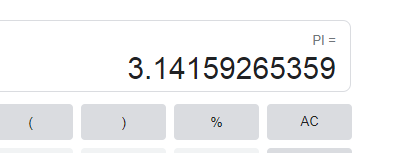 PI =
3.14159265359
( ) % AC